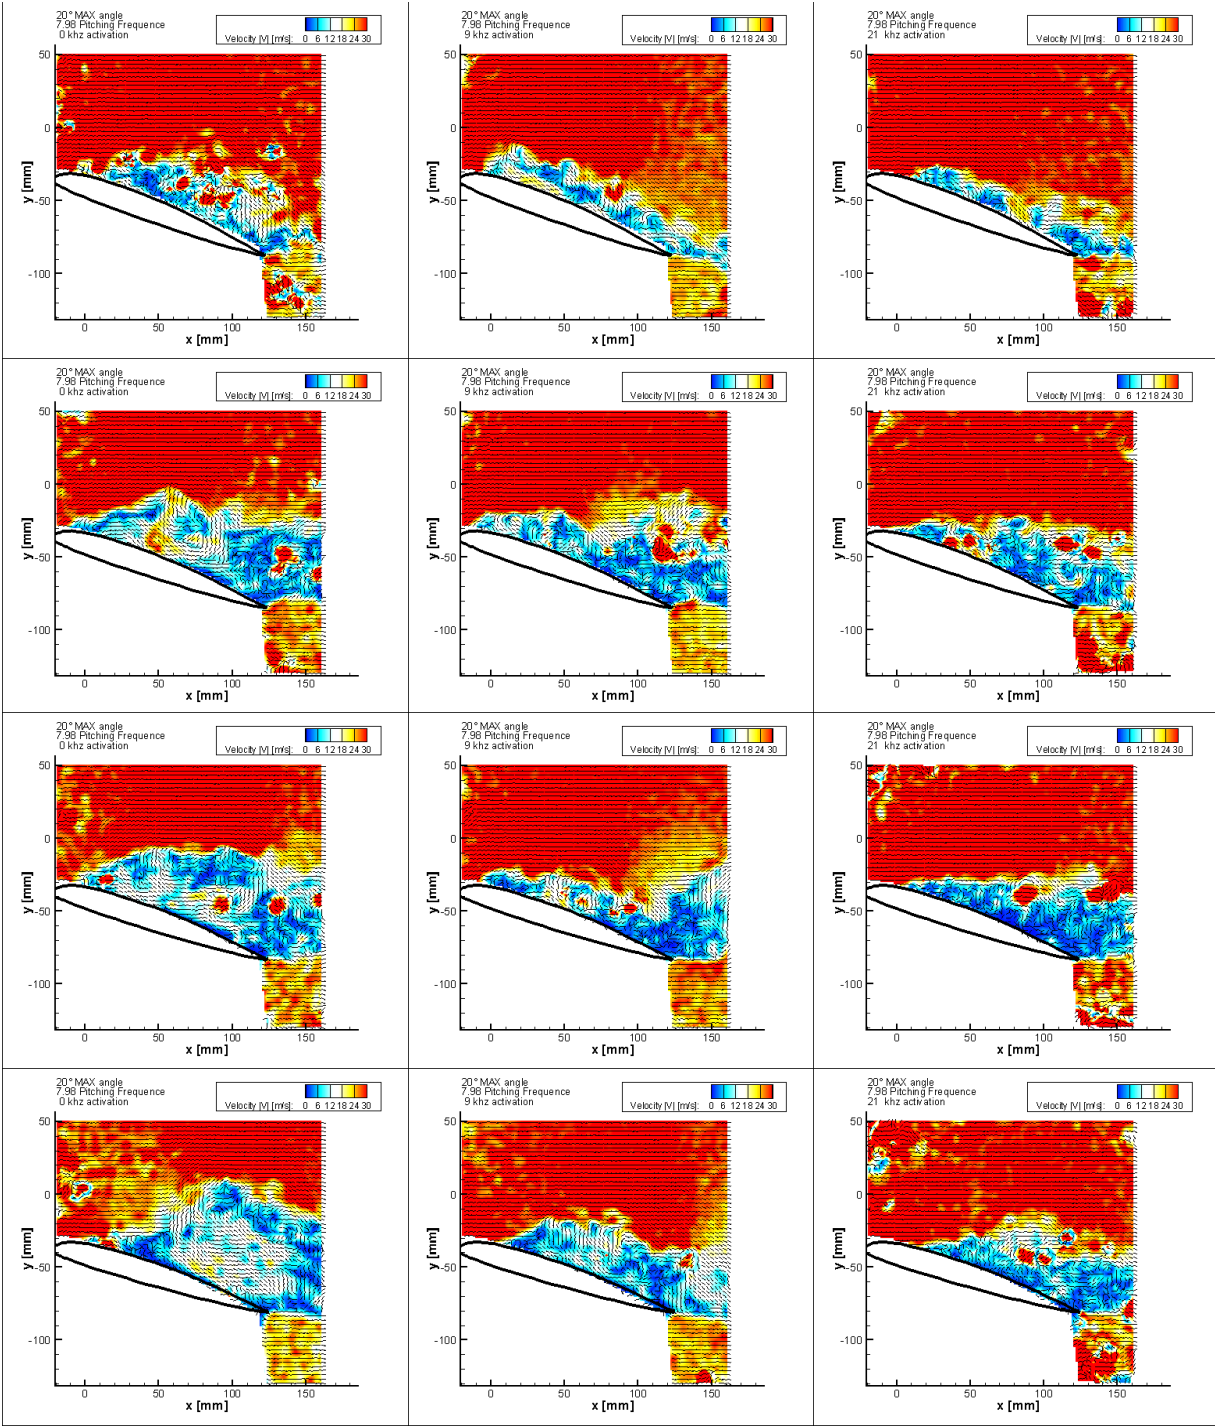 20° MAX angle
7.98 Pitching Frequence
0 khz activation
Velocity |V| [m/s]: 0 6 12 18 24 30
50
0
-50
-100
y [mm]
0 50 100 150
x [mm]
20° MAX angle
7.98 Pitching Frequence
9 khz activation
Velocity |V| [m/s]: 0 6 12 18 24 30
50
0
-50
-100
y [mm]
0 50 100 150
x [mm]
20° MAX angle
7.98 Pitching Frequence
21 khz activation
Velocity |V| [m/s]: 0 6 12 18 24 30
50
0
-50
-100
y [mm]
0 50 100 150
x [mm]
20° MAX angle
7.98 Pitching Frequence
0 khz activation
Velocity |V| [m/s]: 0 6 12 18 24 30
50
0
-50
-100
y [mm]
0 50 100 150
x [mm]
20° MAX angle
7.98 Pitching Frequence
9 khz activation
Velocity |V| [m/s]: 0 6 12 18 24 30
50
0
-50
-100
y [mm]
0 50 100 150
x [mm]
20° MAX angle
7.98 Pitching Frequence
21 khz activation
Velocity |V| [m/s]: 0 6 12 18 24 30
50
0
-50
-100
y [mm]
0 50 100 150
x [mm]
20° MAX angle
7.98 Pitching Frequence
0 khz activation
Velocity |V| [m/s]: 0 6 12 18 24 30
50
0
-50
-100
y [mm]
0 50 100 150
x [mm]
20° MAX angle
7.98 Pitching Frequence
9 khz activation
Velocity |V| [m/s]: 0 6 12 18 24 30
50
0
-50
-100
y [mm]
0 50 100 150
x [mm]
20° MAX angle
7.98 Pitching Frequence
21 khz activation
Velocity |V| [m/s]: 0 6 12 18 24 30
50
0
-50
-100
y [mm]
0 50 100 150
x [mm]
20° MAX angle
7.98 Pitching Frequence
0 khz activation
Velocity |V| [m/s]: 0 6 12 18 24 30
50
0
-50
-100
y [mm]
0 50 100 150
x [mm]
20° MAX angle
7.98 Pitching Frequence
9 khz activation
Velocity |V| [m/s]: 0 6 12 18 24 30
50
0
-50
-100
y [mm]
0 50 100 150
x [mm]
20° MAX angle
7.98 Pitching Frequence
21 khz activation
Velocity |V| [m/s]: 0 6 12 18 24 30
50
0
-50
-100
y [mm]
0 50 100 150
x [mm]